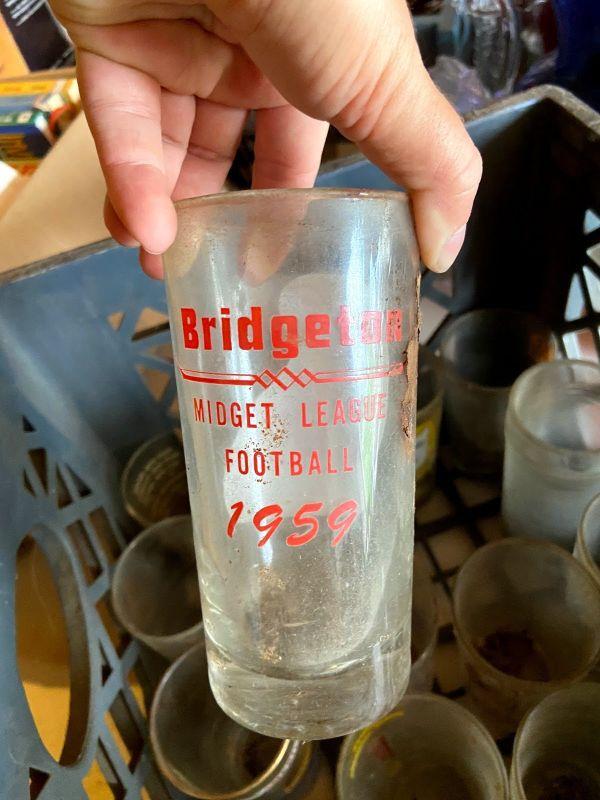 Bridgeton
MIDGET LEAGUE
FOOTBALL
1959